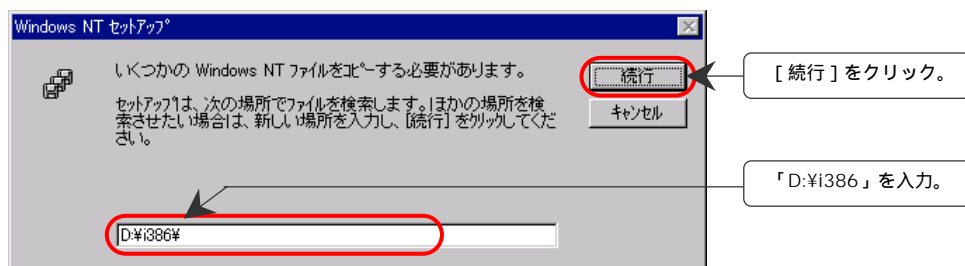 Windows NT ｾｯﾄｱｯﾌﾟ
いくつかの Windows NT ﾌｧｲﾙをｺﾋﾟｰする必要があります。
ｾｯﾄｱｯﾌﾟは、次の場所でﾌｧｲﾙを検索します。ほかの場所を検
索させたい場合は、新しい場所を入力し、[続行] をｸﾘｯｸしてくだ
さい。
続行
キャンセル
[ 続行 ] をクリック。
「D:¥i386」を入力。
D:¥i386¥